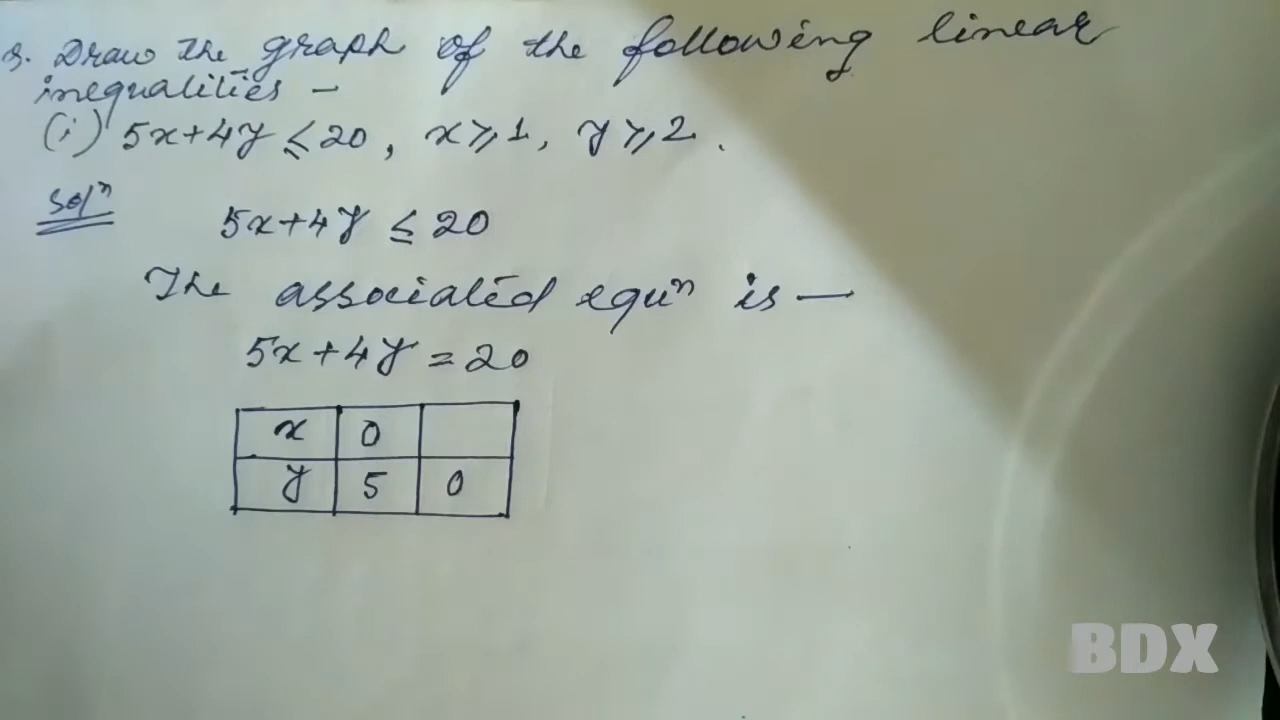 3. Draw the graph of the following linear
inequalities -
(i) 5x+4y ≤ 20, x ≥ 1, y ≥ 2.
Solⁿ
5x+4y ≤ 20
The associated equⁿ is —
5x+4y = 20
x 0
y 5 0
BDX